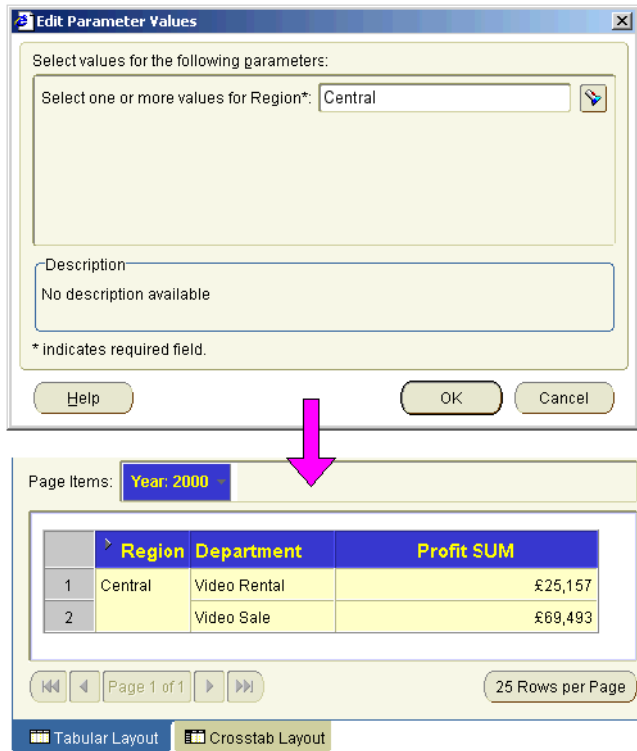 Edit Parameter Values
Select values for the following parameters:
Select one or more values for Region*: Central
Description
No description available
* indicates required field.
Help OK Cancel
Page Items: Year: 2000
Region Department Profit SUM
1 Central Video Rental £25,157
2 Video Sale £69,493
Page 1 of 1 25 Rows per Page
Tabular Layout Crosstab Layout